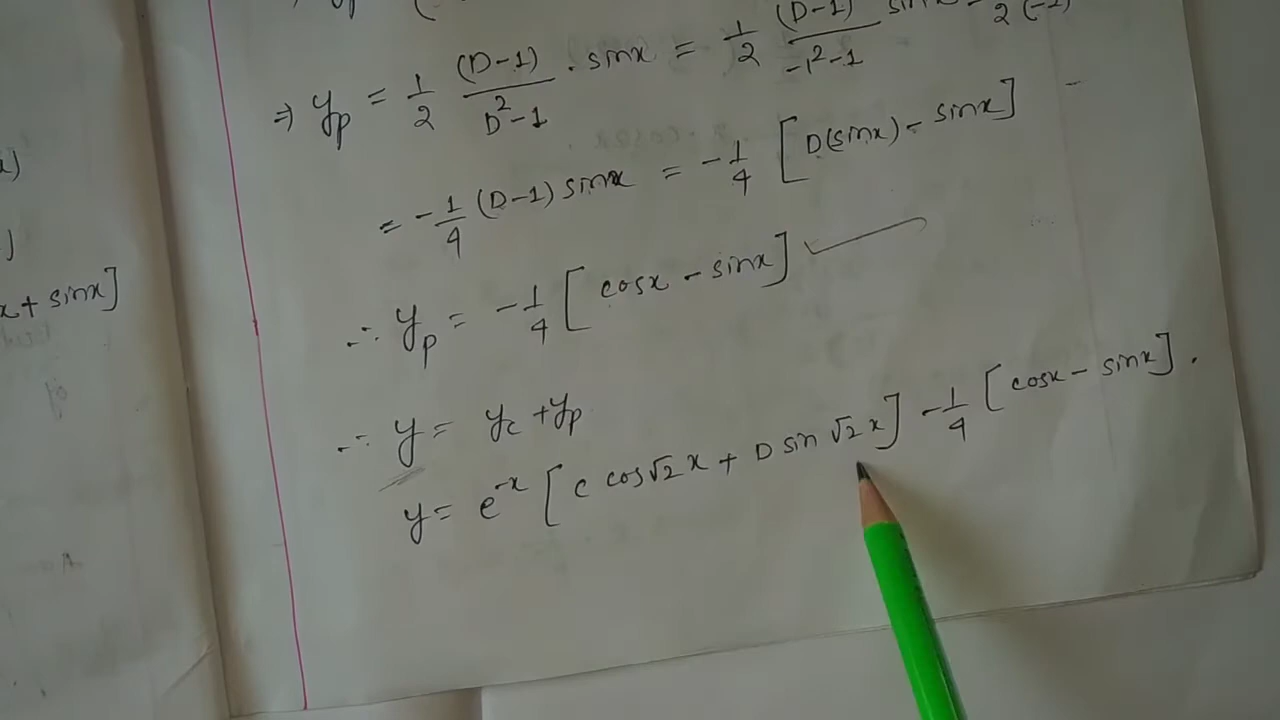 ⇒ y_p = 1/2 (D-1)/(D²-1) . sinx = 1/2 (D-1)/(-1²-1)
= -1/4 (D-1) sinx = -1/4 [D(sinx) - sinx]
∴ y_p = -1/4 [cosx - sinx]
∴ y = y_c + y_p
y = e^-x [c cos√2 x + D sin √2 x] -1/4 [cosx - sinx].
x + sinx]